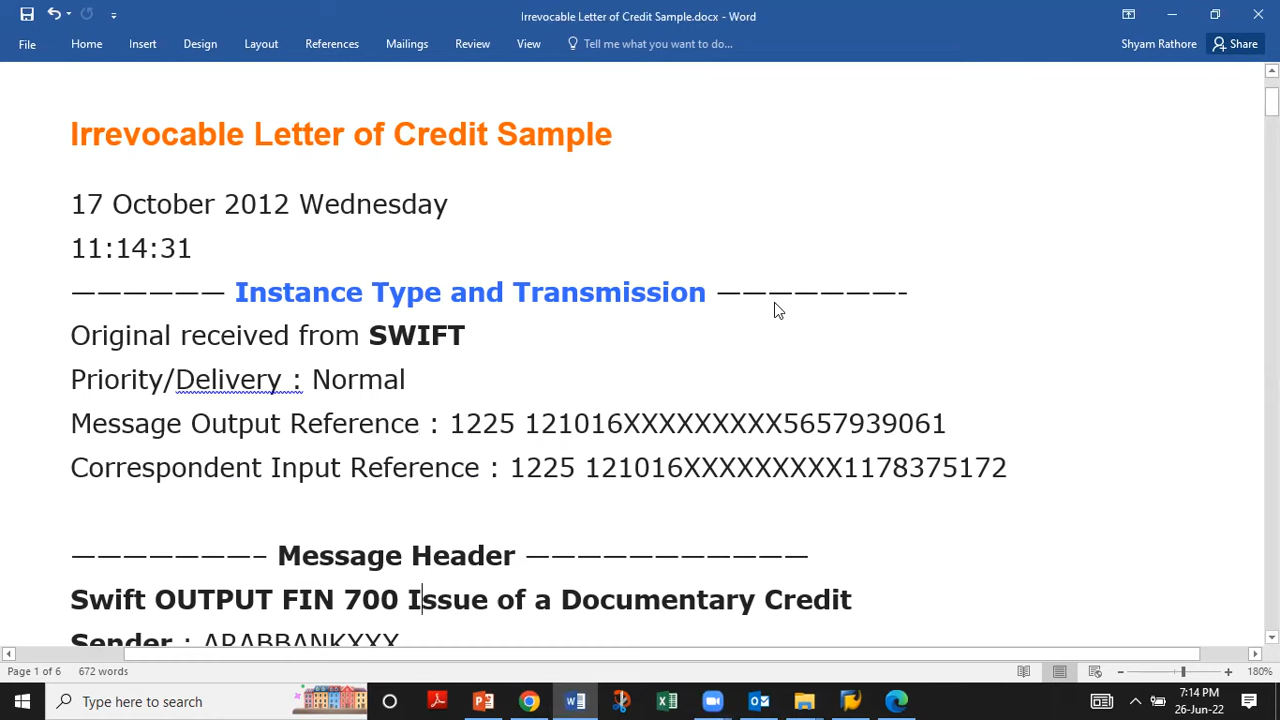 Irrevocable Letter of Credit Sample.docx - Word
File Home Insert Design Layout References Mailings Review View Tell me what you want to do... Shyam Rathore Share
Irrevocable Letter of Credit Sample
17 October 2012 Wednesday
11:14:31
—————— Instance Type and Transmission ———————-
Original received from SWIFT
Priority/Delivery : Normal
Message Output Reference : 1225 121016XXXXXXXXX5657939061
Correspondent Input Reference : 1225 121016XXXXXXXXX1178375172
———————– Message Header ———————————
Swift OUTPUT FIN 700 Issue of a Documentary Credit
Sender : ARABBANKXXX
Page 1 of 6 672 words 180%
Type here to search
7:14 PM
26-Jun-22